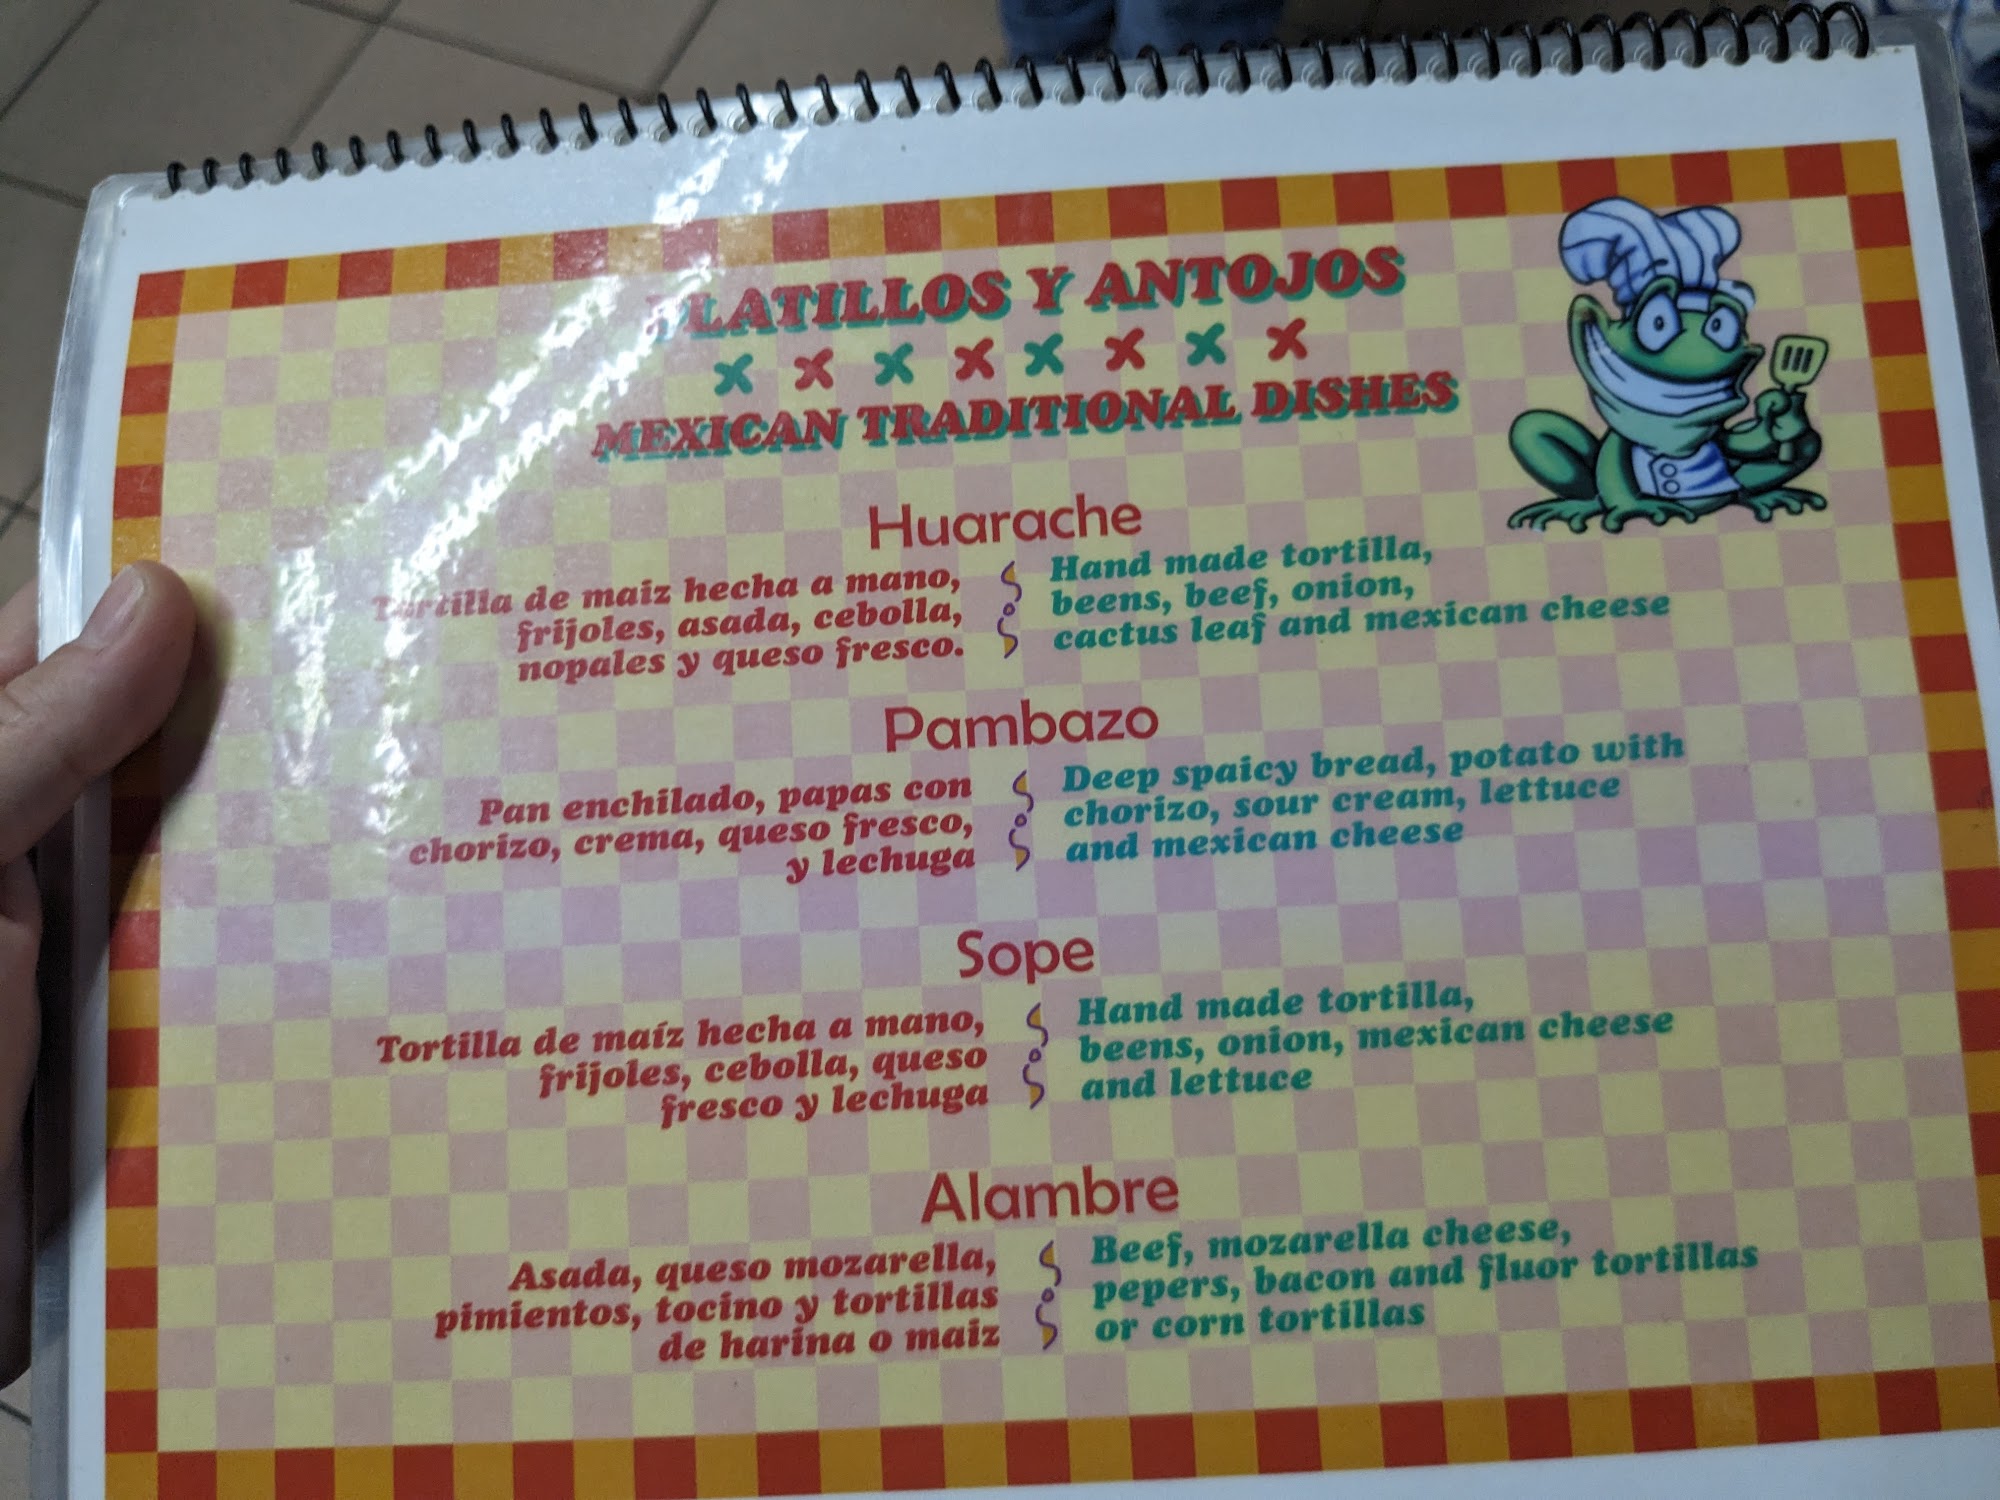 PLATILLOS Y ANTOJOS
MEXICAN TRADITIONAL DISHES
Huarache
Tortilla de maiz hecha a mano,
frijoles, asada, cebolla,
nopales y queso fresco.
Hand made tortilla,
beens, beef, onion,
cactus leaf and mexican cheese
Pambazo
Pan enchilado, papas con
chorizo, crema, queso fresco,
y lechuga
Deep spaicy bread, potato with
chorizo, sour cream, lettuce
and mexican cheese
Sope
Tortilla de maíz hecha a mano,
frijoles, cebolla, queso
fresco y lechuga
Hand made tortilla,
beens, onion, mexican cheese
and lettuce
Alambre
Asada, queso mozarella,
pimientos, tocino y tortillas
de harina o maiz
Beef, mozarella cheese,
pepers, bacon and fluor tortillas
or corn tortillas